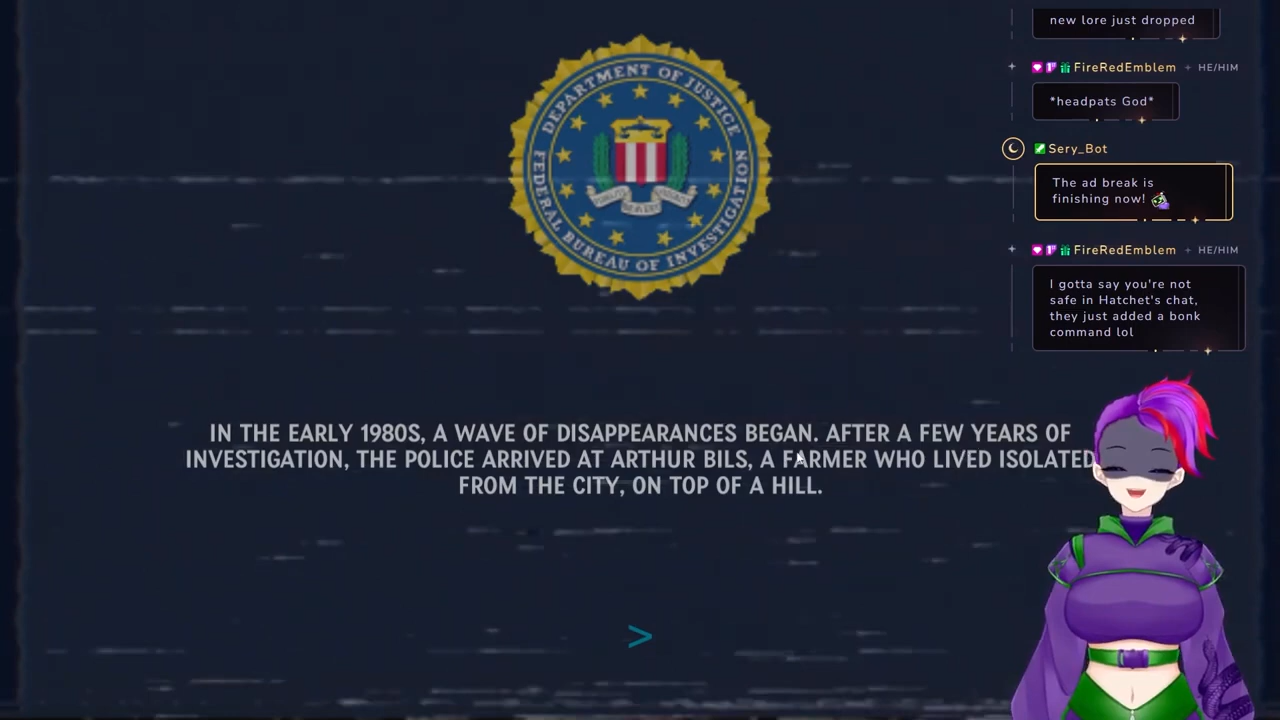 new lore just dropped
FireRedEmblem HE/HIM
*headpats God*
Sery_Bot
The ad break is
finishing now!
FireRedEmblem HE/HIM
I gotta say you're not
safe in Hatchet's chat,
they just added a bonk
command lol
DEPARTMENT OF JUSTICE
FEDERAL BUREAU OF INVESTIGATION
IN THE EARLY 1980S, A WAVE OF DISAPPEARANCES BEGAN. AFTER A FEW YEARS OF
INVESTIGATION, THE POLICE ARRIVED AT ARTHUR BILS, A FARMER WHO LIVED ISOLATED
FROM THE CITY, ON TOP OF A HILL.
>